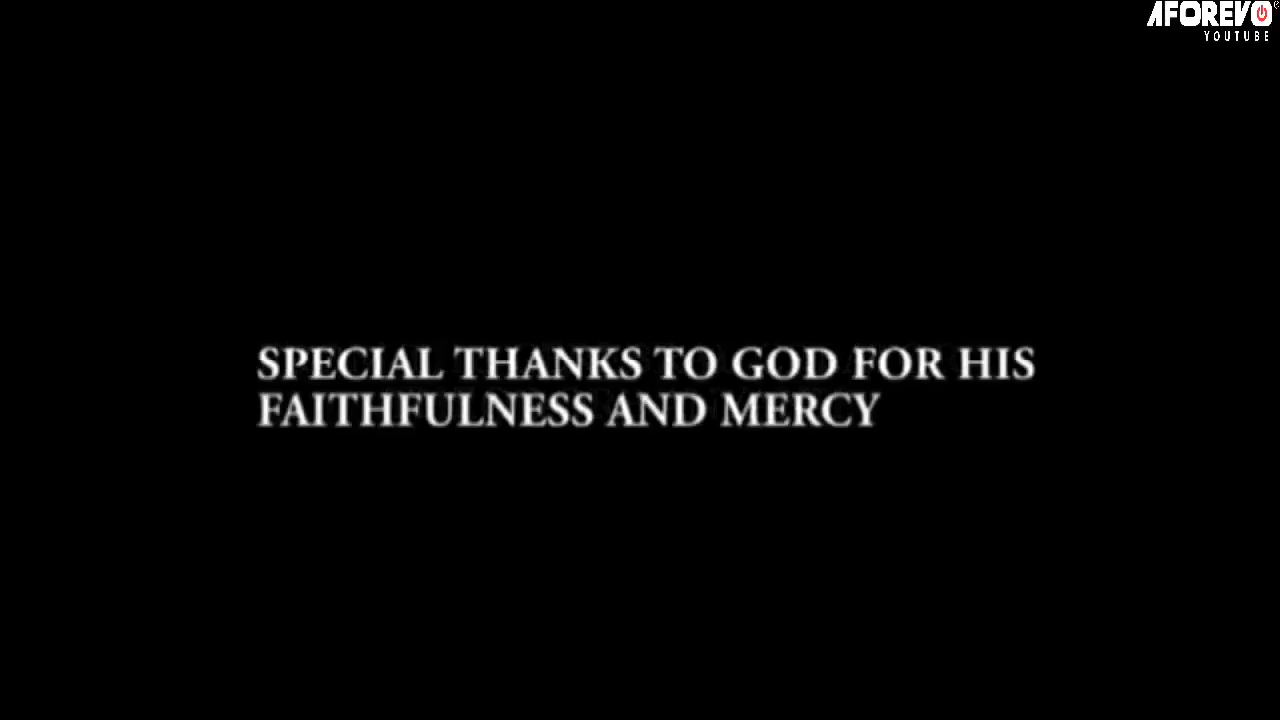 AFOREVO
YOUTUBE
SPECIAL THANKS TO GOD FOR HIS
FAITHFULNESS AND MERCY